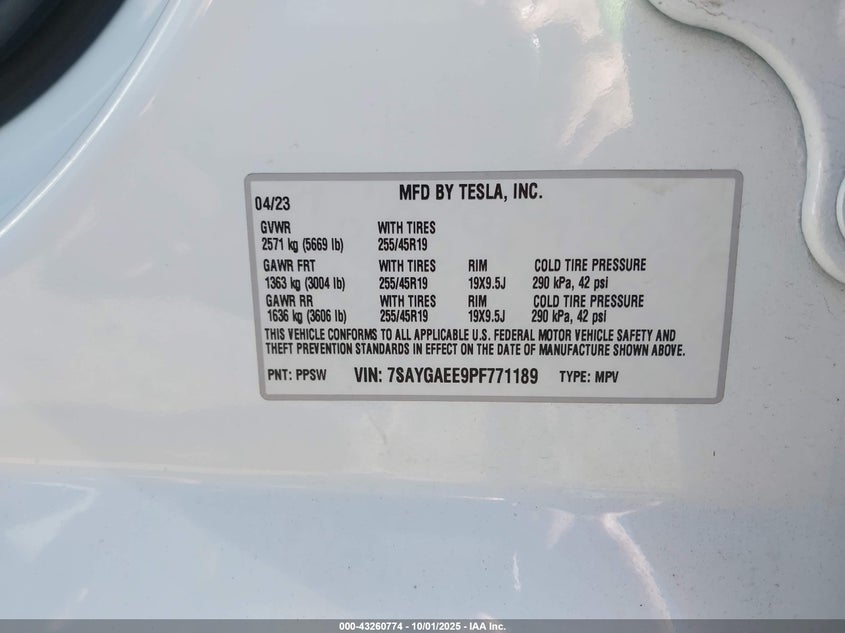 04/23 MFD BY TESLA, INC.
GVWR WITH TIRES
2571 kg (5669 lb) 255/45R19
GAWR FRT WITH TIRES RIM COLD TIRE PRESSURE
1363 kg (3004 lb) 255/45R19 19X9.5J 290 kPa, 42 psi
GAWR RR WITH TIRES RIM COLD TIRE PRESSURE
1636 kg (3606 lb) 255/45R19 19X9.5J 290 kPa, 42 psi
THIS VEHICLE CONFORMS TO ALL APPLICABLE U.S. FEDERAL MOTOR VEHICLE SAFETY AND
THEFT PREVENTION STANDARDS IN EFFECT ON THE DATE OF MANUFACTURE SHOWN ABOVE.
PNT: PPSW VIN: 7SAYGAEE9PF771189 TYPE: MPV
000-43260774 - 10/01/2025 - IAA Inc.